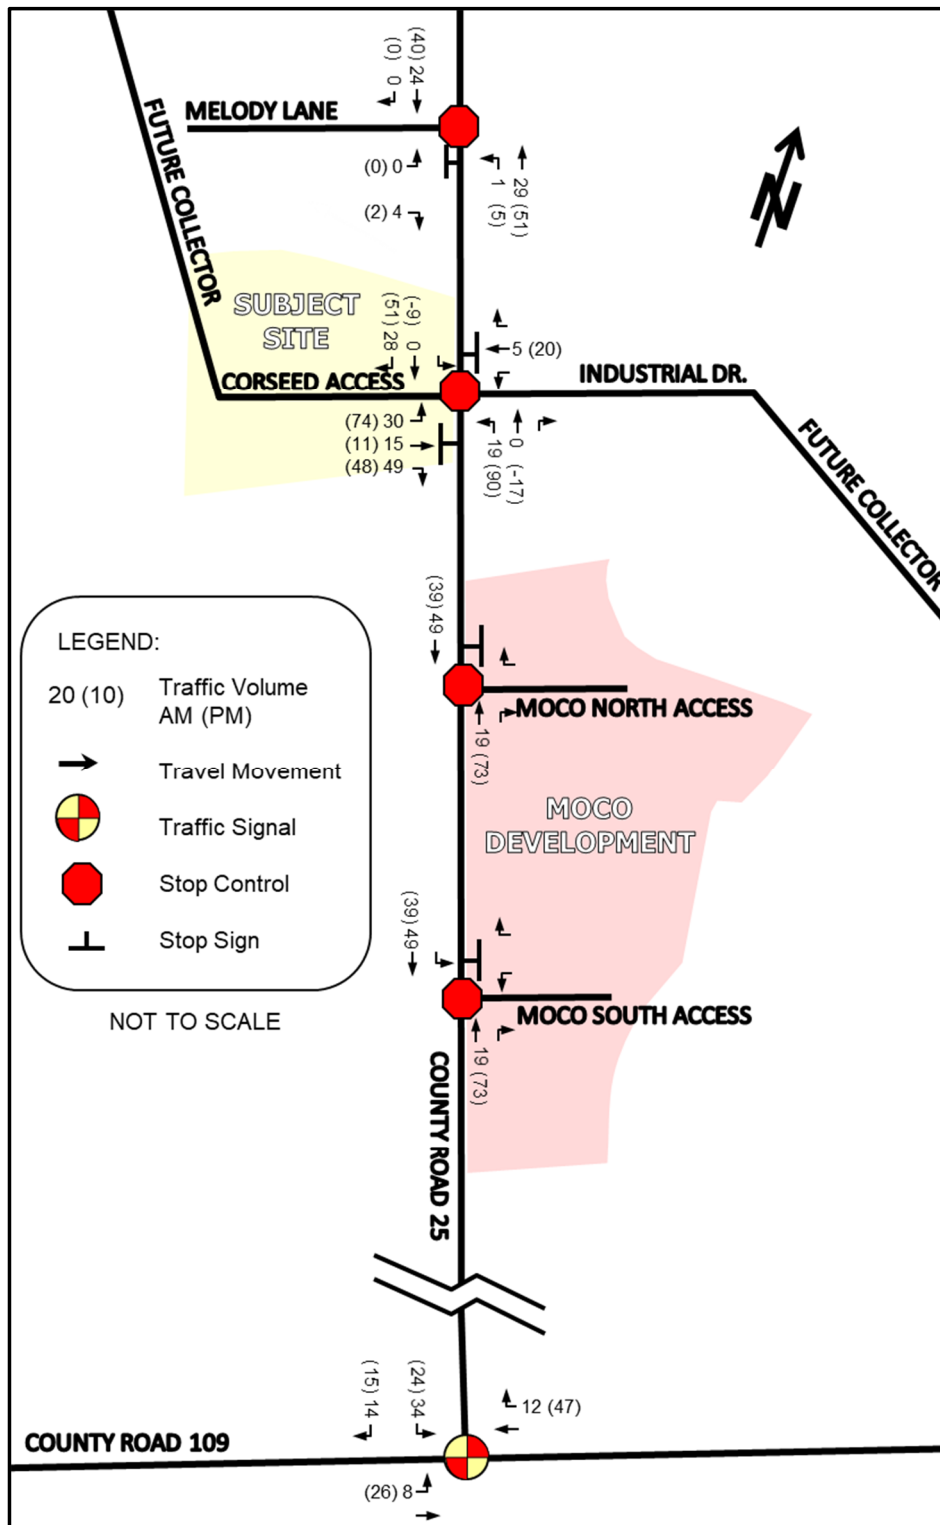 (40) 24
(0) 0
MELODY LANE
FUTURE COLLECTOR
(0) 0
29 (51)
1 (5)
(2) 4
N
SUBJECT
SITE
(-9) 0
(51) 28
5 (20)
CORSEED ACCESS
INDUSTRIAL DR.
(74) 30
(11) 15
(48) 49
0 (-17)
19 (90)
FUTURE COLLECTOR
(39) 49
MOCO NORTH ACCESS
19 (73)
LEGEND:
20 (10)
Traffic Volume
AM (PM)
Travel Movement
Traffic Signal
Stop Control
Stop Sign
NOT TO SCALE
MOCO
DEVELOPMENT
(39) 49
MOCO SOUTH ACCESS
19 (73)
COUNTY ROAD 25
(15) 14
(24) 34
12 (47)
COUNTY ROAD 109
(26) 8